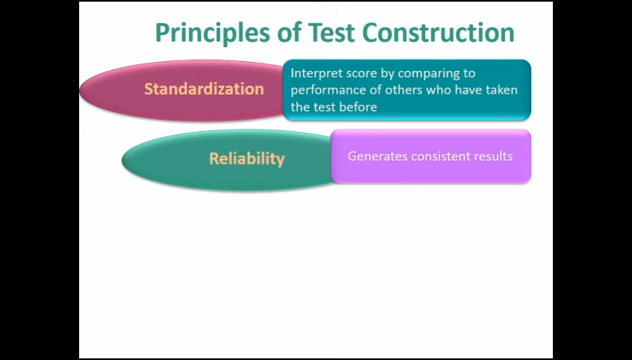 Principles of Test Construction
Standardization
Interpret score by comparing to
performance of others who have taken
the test before
Reliability
Generates consistent results